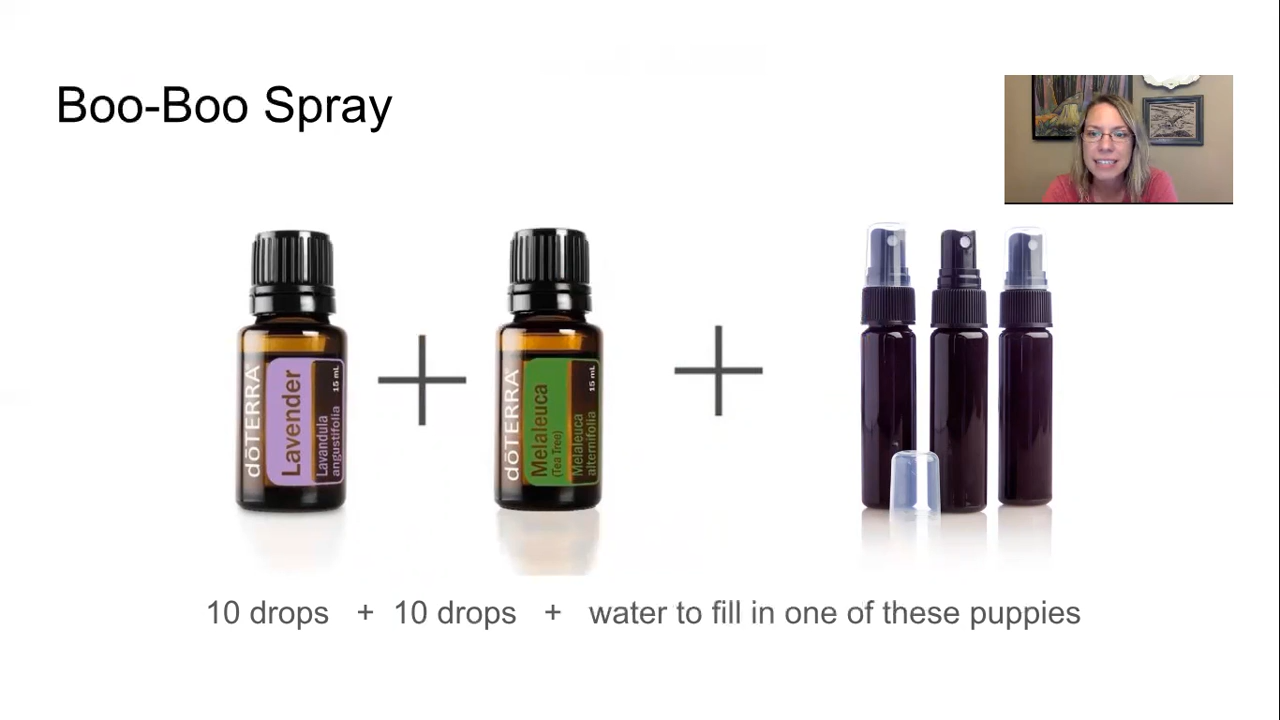 Boo-Boo Spray
dōTERRA
Lavender
Lavandula
angustifolia
15 mL
dōTERRA
Melaleuca
(Tea Tree)
Melaleuca
alternifolia
15 mL
10 drops + 10 drops + water to fill in one of these puppies